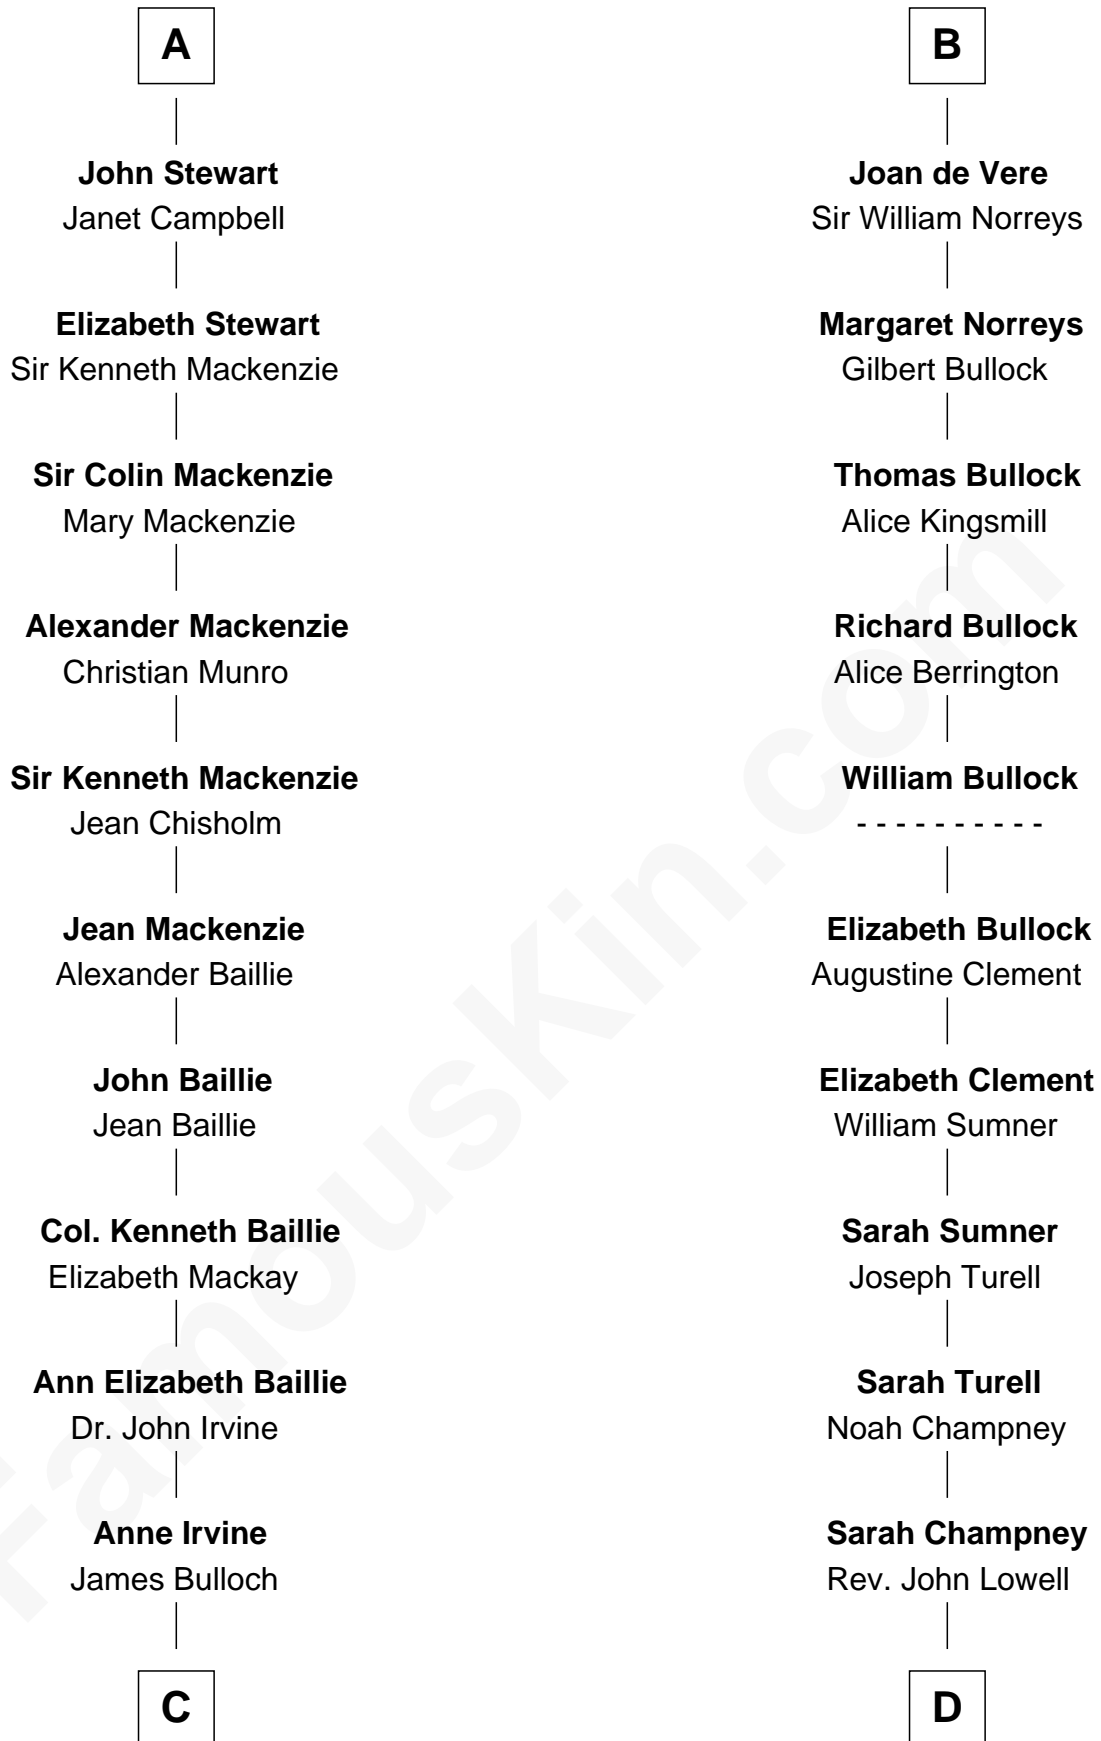 A
John Stewart
Janet Campbell
Elizabeth Stewart
Sir Kenneth Mackenzie
Sir Colin Mackenzie
Mary Mackenzie
Alexander Mackenzie
Christian Munro
Sir Kenneth Mackenzie
Jean Chisholm
Jean Mackenzie
Alexander Baillie
John Baillie
Jean Baillie
Col. Kenneth Baillie
Elizabeth Mackay
Ann Elizabeth Baillie
Dr. John Irvine
Anne Irvine
James Bulloch
C
B
Joan de Vere
Sir William Norreys
Margaret Norreys
Gilbert Bullock
Thomas Bullock
Alice Kingsmill
Richard Bullock
Alice Berrington
William Bullock
- - - - - - - - - -
Elizabeth Bullock
Augustine Clement
Elizabeth Clement
William Sumner
Sarah Sumner
Joseph Turell
Sarah Turell
Noah Champney
Sarah Champney
Rev. John Lowell
D
FamousKin.com